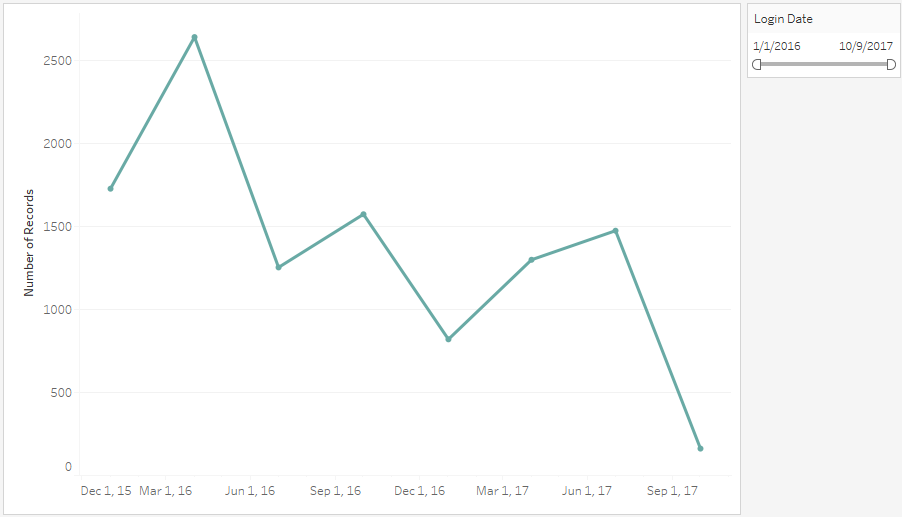 Login Date
1/1/2016 10/9/2017
Number of Records
2500
2000
1500
1000
500
0
Dec 1, 15 Mar 1, 16 Jun 1, 16 Sep 1, 16 Dec 1, 16 Mar 1, 17 Jun 1, 17 Sep 1, 17